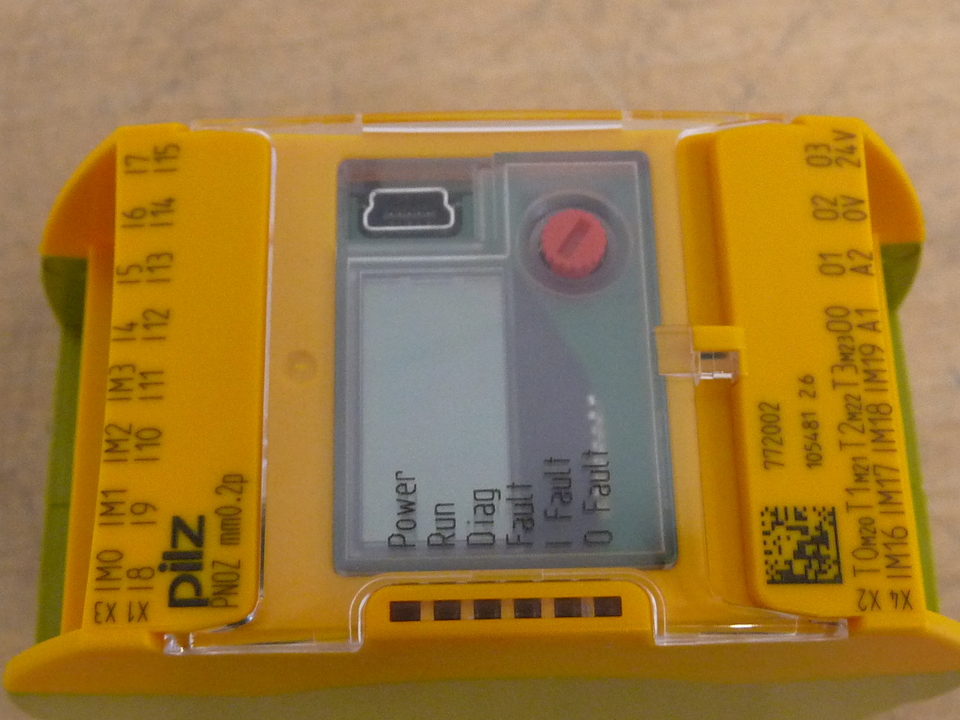 X3 IM0 IM1 IM2 IM3 I4 I5 I6 I7
X1 I8 I9 I10 I11 I12 I13 I14 I15
pilz
PNOZ mm0.2p
Power
Run
Diag
Fault
I Fault
O Fault
772002
105481 2.6
X2 T0M20 T1M21 T2M22 T3M23 O0 O1 O2 O3
X4 IM16 IM17 IM18 IM19 A1 A2 0V 24V